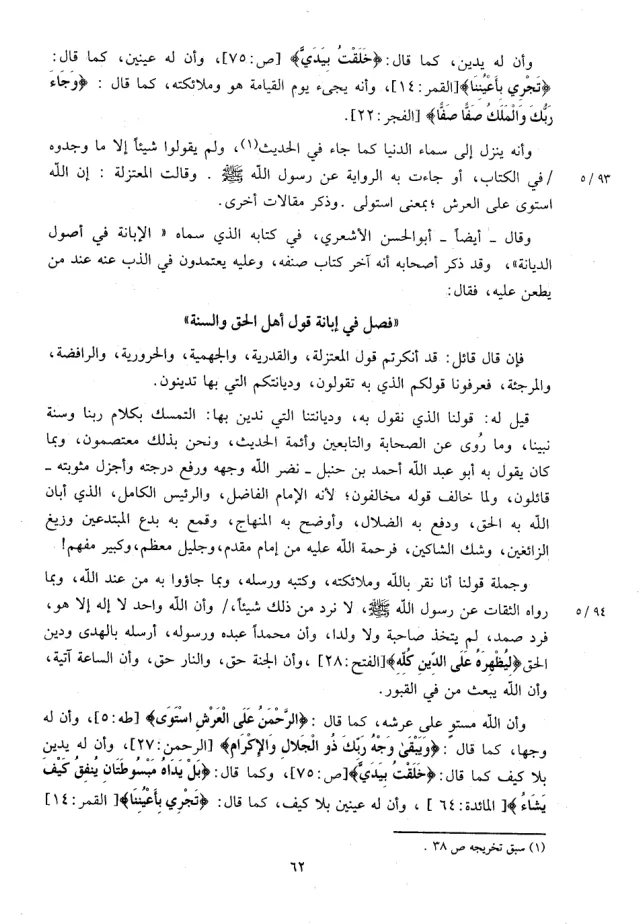 وأن له يدين، كما قال: ﴿خَلَقْتُ بِيَدَيَّ﴾ [ص:٧٥]، وأن له عينين، كما قال:
﴿تَجْرِي بِأَعْيُنِنَا﴾[القمر:١٤]، وأنه يجيء يوم القيامة هو وملائكته، كما قال : ﴿وَجَاءَ
رَبُّكَ وَالْمَلَكُ صَفًّا صَفًّا﴾ [الفجر:٢٢].
وأنه ينزل إلى سماء الدنيا كما جاء في الحديث(١)، ولم يقولوا شيئاً إلا ما وجدوه
٥/٩٣ /في الكتاب، أو جاءت به الرواية عن رسول الله ﷺ . وقالت المعتزلة : إن الله
استوى على العرش ؛بمعنى استولى .وذكر مقالات أخرى.
وقال ـ أيضاً ـ أبوالحسن الأشعري، في كتابه الذي سماه « الإبانة في أصول
الديانة»، وقد ذكر أصحابه أنه آخر كتاب صنفه، وعليه يعتمدون في الذب عنه عند من
يطعن عليه، فقال:
«فصل في إبانة قول أهل الحق والسنة»
فإن قال قائل: قد أنكرتم قول المعتزلة، والقدرية، والجهمية، والحرورية، والرافضة،
والمرجئة، فعرفونا قولكم الذي به تقولون، وديانتكم التي بها تدينون.
قيل له: قولنا الذي نقول به، وديانتنا التي ندين بها: التمسك بكلام ربنا وسنة
نبينا، وما رُوى عن الصحابة والتابعين وأئمة الحديث، ونحن بذلك معتصمون، وبما
كان يقول به أبو عبد الله أحمد بن حنبل ـ نضر الله وجهه ورفع درجته وأجزل مثوبته ـ
قائلون، ولما خالف قوله مخالفون؛ لأنه الإمام الفاضل، والرئيس الكامل، الذي أبان
الله به الحق، ودفع به الضلال، وأوضح به المنهاج، وقمع به بدع المبتدعين وزيغ
الزائغين، وشك الشاكين، فرحمة الله عليه من إمام مقدم،وجليل معظم،وكبير مفهم!
وجملة قولنا أنا نقر بالله وملائكته، وكتبه ورسله، وبما جاؤوا به من عند الله، وبما
٥/٩٤ رواه الثقات عن رسول الله ﷺ، لا نرد من ذلك شيئاً،/ وأن الله واحد لا إله إلا هو،
فرد صمد، لم يتخذ صاحبة ولا ولدا، وأن محمداً عبده ورسوله، أرسله بالهدى ودين
الحق﴿لِيُظْهِرَهُ عَلَى الدِّينِ كُلِّهِ﴾[الفتح:٢٨] ،وأن الجنة حق، والنار حق، وأن الساعة آتية،
وأن الله يبعث من في القبور.
وأن الله مستو على عرشه، كما قال :﴿الرَّحْمَنُ عَلَى الْعَرْشِ اسْتَوَى﴾ [طه:٥]، وأن له
وجها، كما قال :﴿وَيَبْقَى وَجْهُ رَبِّكَ ذُو الْجَلالِ وَالإِكْرَامِ﴾ [الرحمن:٢٧]، وأن له يدين
بلا كيف كما قال: ﴿خَلَقْتُ بِيَدَيَّ﴾[ص:٧٥]، وكما قال: ﴿بَلْ يَدَاهُ مَبْسُوطَتَانِ يُنفِقُ كَيْفَ
يَشَاءُ ﴾[ المائدة:٦٤ ] ، وأن له عينين بلا كيف، كما قال: ﴿تَجْرِي بِأَعْيُنِنَا﴾[ القمر:١٤]
(١) سبق تخريجه ص ٣٨ .
٦٢